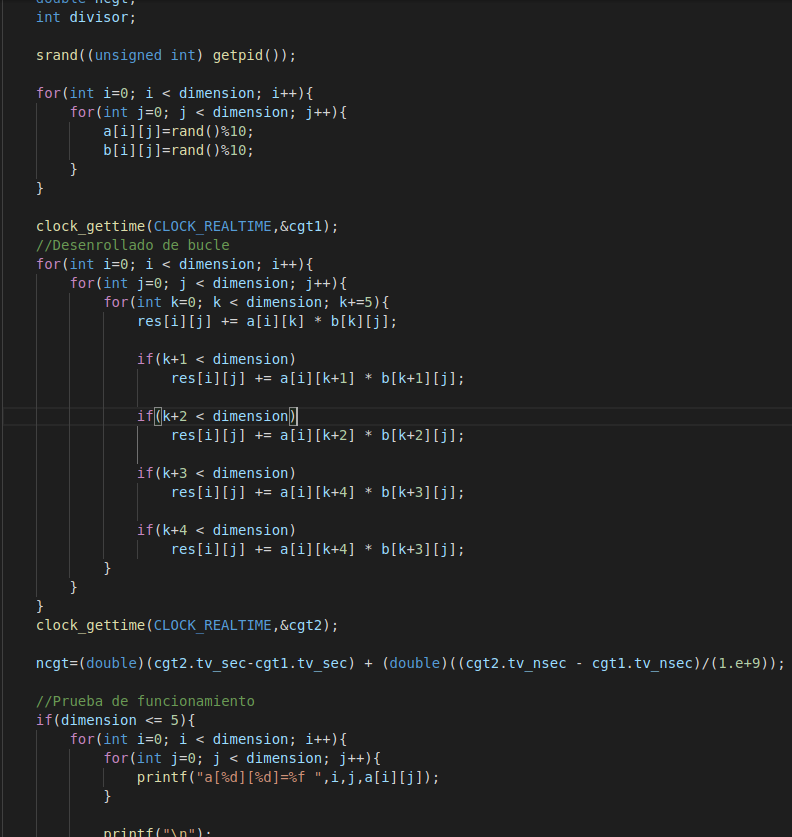 double ncgt;
int divisor;
srand((unsigned int) getpid());
for(int i=0; i < dimension; i++){
for(int j=0; j < dimension; j++){
a[i][j]=rand()%10;
b[i][j]=rand()%10;
}
}
clock_gettime(CLOCK_REALTIME,&cgt1);
//Desenrollado de bucle
for(int i=0; i < dimension; i++){
for(int j=0; j < dimension; j++){
for(int k=0; k < dimension; k+=5){
res[i][j] += a[i][k] * b[k][j];
if(k+1 < dimension)
res[i][j] += a[i][k+1] * b[k+1][j];
if(k+2 < dimension)
res[i][j] += a[i][k+2] * b[k+2][j];
if(k+3 < dimension)
res[i][j] += a[i][k+4] * b[k+3][j];
if(k+4 < dimension)
res[i][j] += a[i][k+4] * b[k+3][j];
}
}
}
clock_gettime(CLOCK_REALTIME,&cgt2);
ncgt=(double)(cgt2.tv_sec-cgt1.tv_sec) + (double)((cgt2.tv_nsec - cgt1.tv_nsec)/(1.e+9));
//Prueba de funcionamiento
if(dimension <= 5){
for(int i=0; i < dimension; i++){
for(int j=0; j < dimension; j++){
printf("a[%d][%d]=%f ",i,j,a[i][j]);
}
printf("\n");